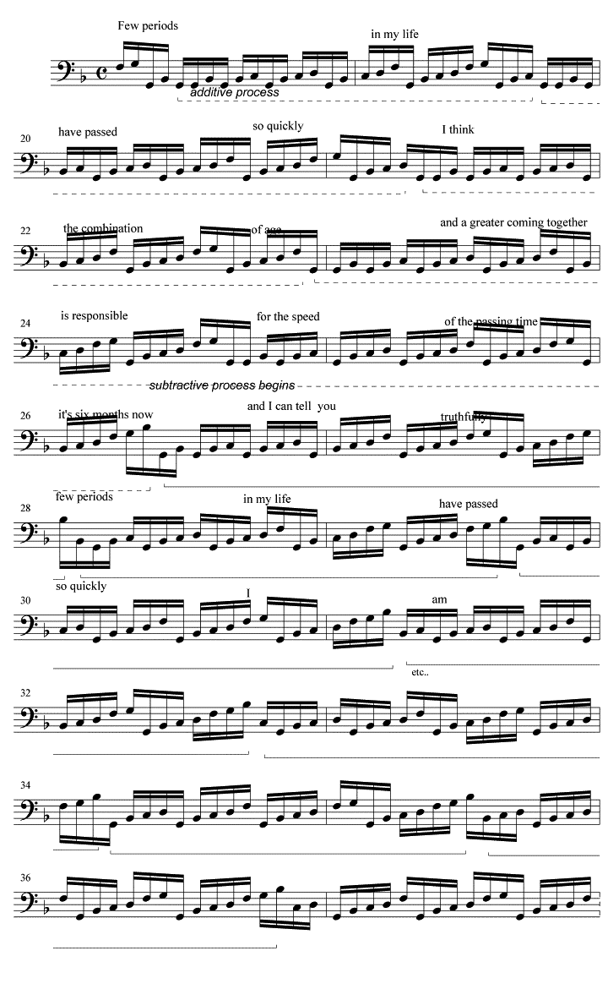 Few periods
in my life
additive process
20
have passed
so quickly
I think
22
the combination
of age
and a greater coming together
24
is responsible
for the speed
of the passing time
subtractive process begins
26
it's six months now
and I can tell you
truthfully
28
few periods
in my life
have passed
30
so quickly
I
am
etc..
32
34
36